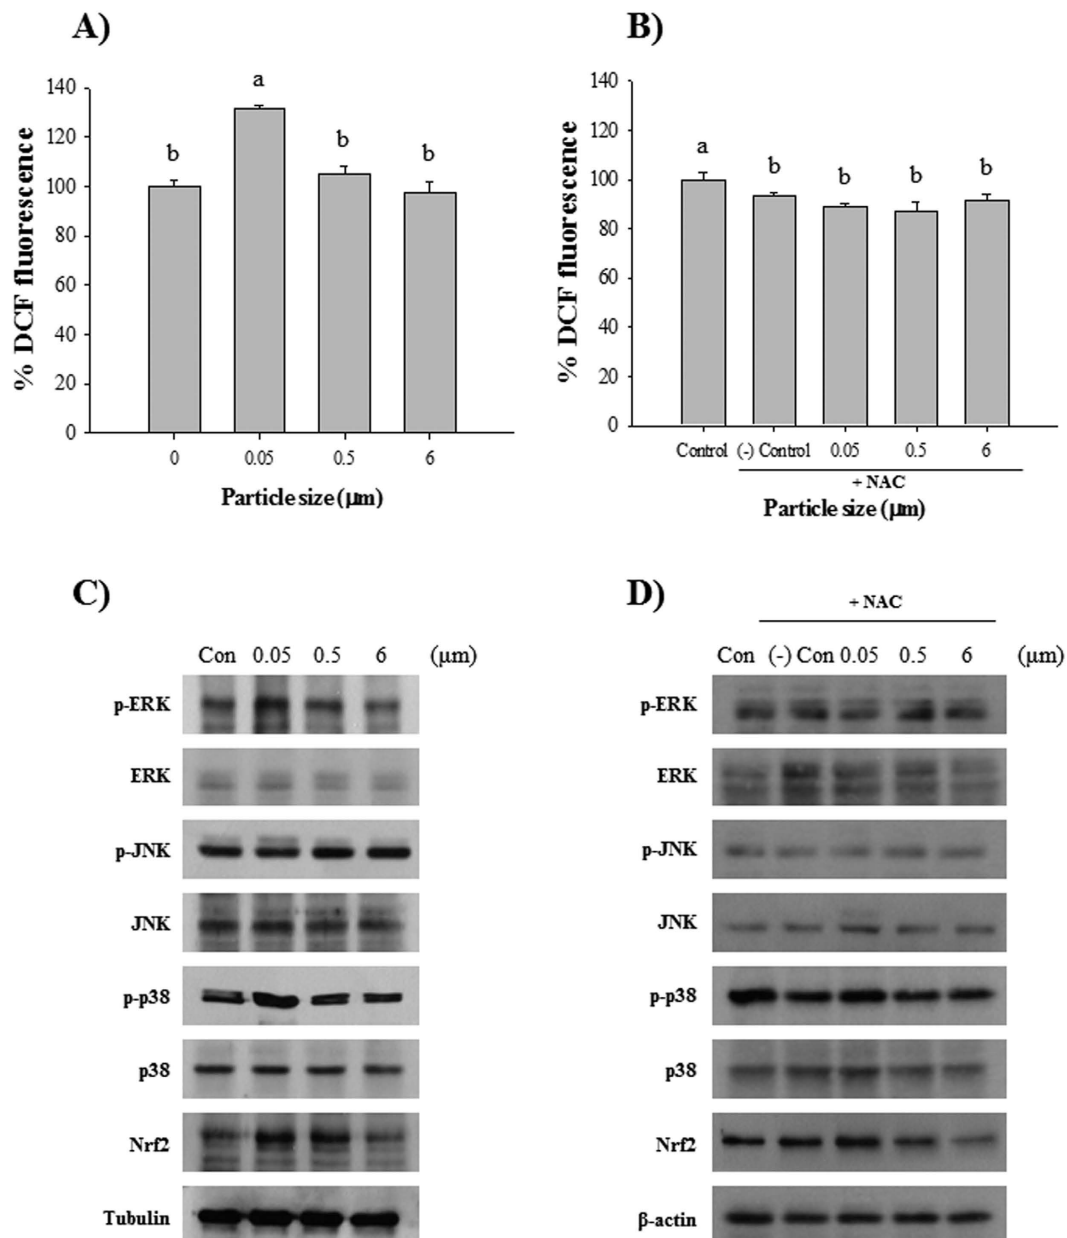 A)
140
120
100
80
60
40
20
0
% DCF fluorescence
b
a
b
b
0 0.05 0.5 6
Particle size (μm)
B)
140
120
100
80
60
40
20
0
% DCF fluorescence
a
b
b
b
b
Control (-) Control 0.05 0.5 6
+ NAC
Particle size (μm)
C)
Con 0.05 0.5 6 (μm)
p-ERK
ERK
p-JNK
JNK
p-p38
p38
Nrf2
Tubulin
D)
+ NAC
Con (-) Con 0.05 0.5 6 (μm)
p-ERK
ERK
p-JNK
JNK
p-p38
p38
Nrf2
β-actin